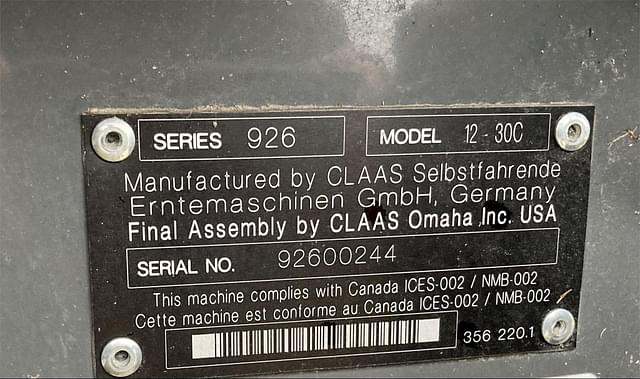 SERIES 926 MODEL 12-30C
Manufactured by CLAAS Selbstfahrende
Erntemaschinen GmbH, Germany
Final Assembly by CLAAS Omaha, Inc. USA
SERIAL NO. 92600244
This machine complies with Canada ICES-002 / NMB-002
Cette machine est conforme au Canada ICES-002 / NMB-002
356 220.1